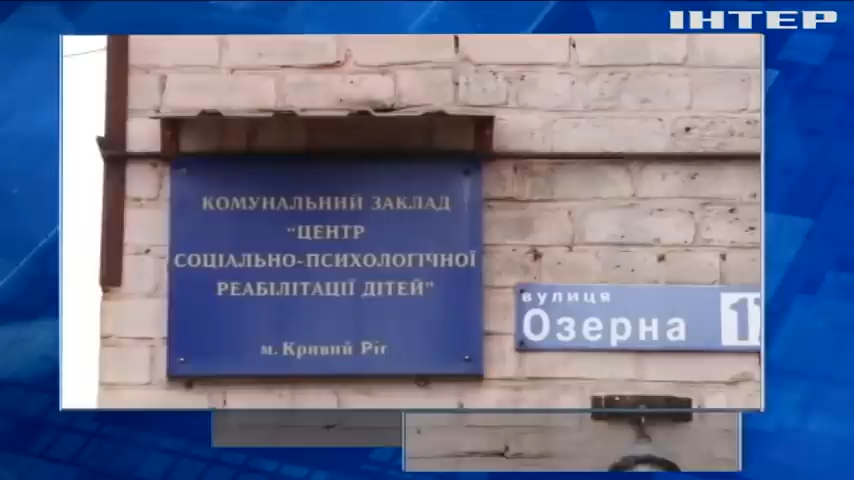 ІНТЕР
КОМУНАЛЬНИЙ ЗАКЛАД
"ЦЕНТР
СОЦІАЛЬНО-ПСИХОЛОГІЧНОЇ
РЕАБІЛІТАЦІЇ ДІТЕЙ"
м. Кривий Ріг
вулиця
Озерна